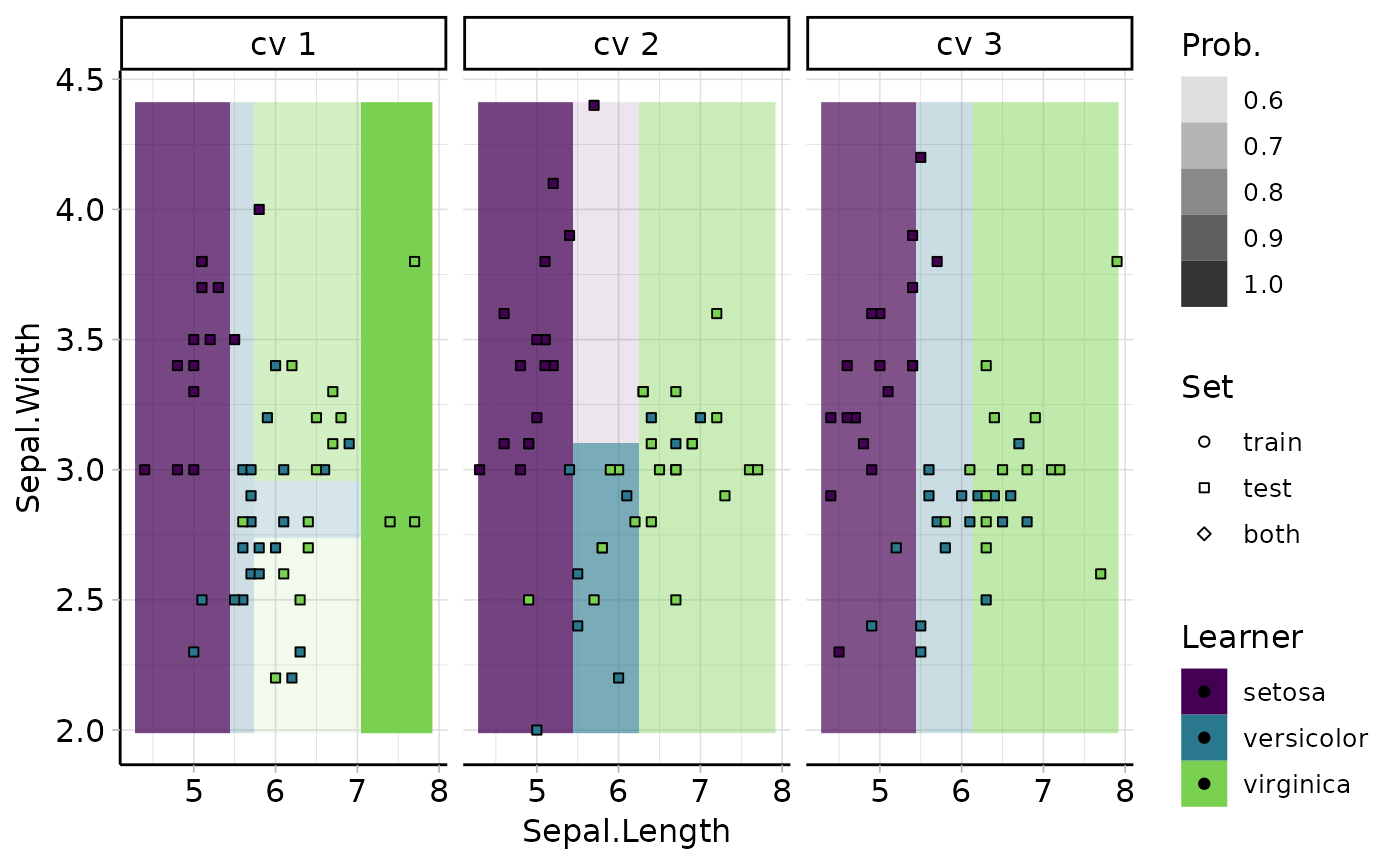 cv 1 cv 2 cv 3
4.5
4.0
3.5
3.0
2.5
2.0
Sepal.Width
5 6 7 8 5 6 7 8 5 6 7 8
Sepal.Length
Prob.
0.6
0.7
0.8
0.9
1.0
Set
train
test
both
Learner
setosa
versicolor
virginica